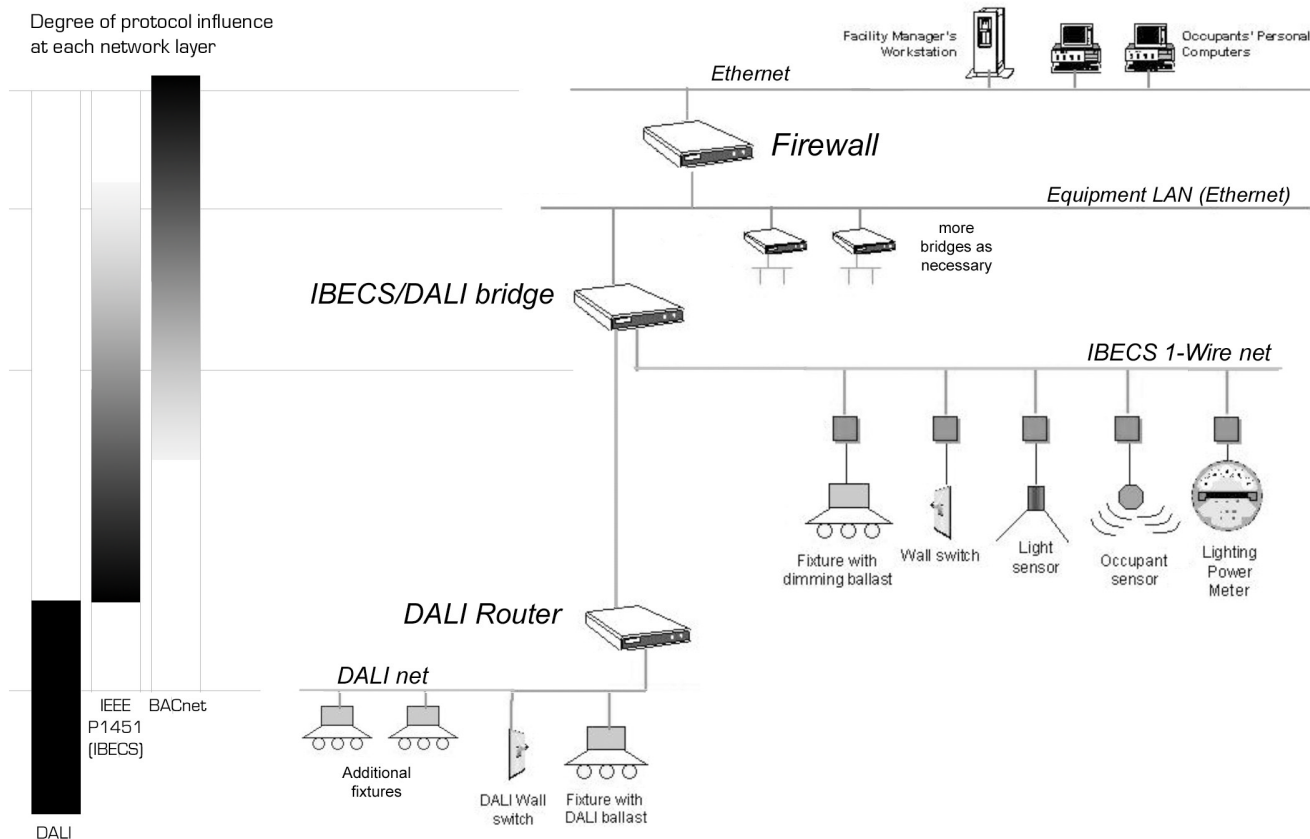 Degree of protocol influence
at each network layer
Facility Manager's
Workstation
Occupants' Personal
Computers
Ethernet
Firewall
Equipment LAN (Ethernet)
more
bridges as
necessary
IBECS/DALI bridge
IBECS 1-Wire net
Fixture with
dimming ballast
Wall switch
Light
sensor
Occupant
sensor
Lighting
Power
Meter
DALI Router
DALI net
IEEE
P1451
(IBECS)
BACnet
Additional
fixtures
DALI Wall
switch
Fixture with
DALI ballast
DALI